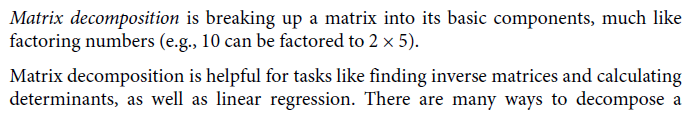 Matrix decomposition is breaking up a matrix into its basic components, much like
factoring numbers (e.g., 10 can be factored to 2 × 5).
Matrix decomposition is helpful for tasks like finding inverse matrices and calculating
determinants, as well as linear regression. There are many ways to decompose a